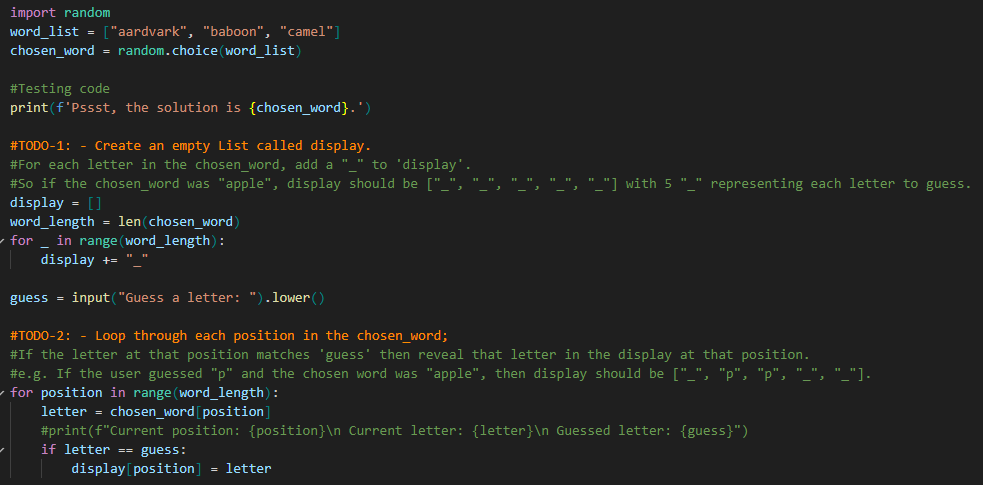 import random
word_list = ["aardvark", "baboon", "camel"]
chosen_word = random.choice(word_list)

#Testing code
print(f'Pssst, the solution is {chosen_word}.')

#TODO-1: - Create an empty List called display.
#For each letter in the chosen_word, add a "_" to 'display'.
#So if the chosen_word was "apple", display should be ["_", "_", "_", "_", "_"] with 5 "_" representing each letter to guess.
display = []
word_length = len(chosen_word)
for _ in range(word_length):
    display += "_"

guess = input("Guess a letter: ").lower()

#TODO-2: - Loop through each position in the chosen_word;
#If the letter at that position matches 'guess' then reveal that letter in the display at that position.
#e.g. If the user guessed "p" and the chosen word was "apple", then display should be ["_", "p", "p", "_", "_"].
for position in range(word_length):
    letter = chosen_word[position]
    #print(f"Current position: {position}\n Current letter: {letter}\n Guessed letter: {guess}")
    if letter == guess:
        display[position] = letter